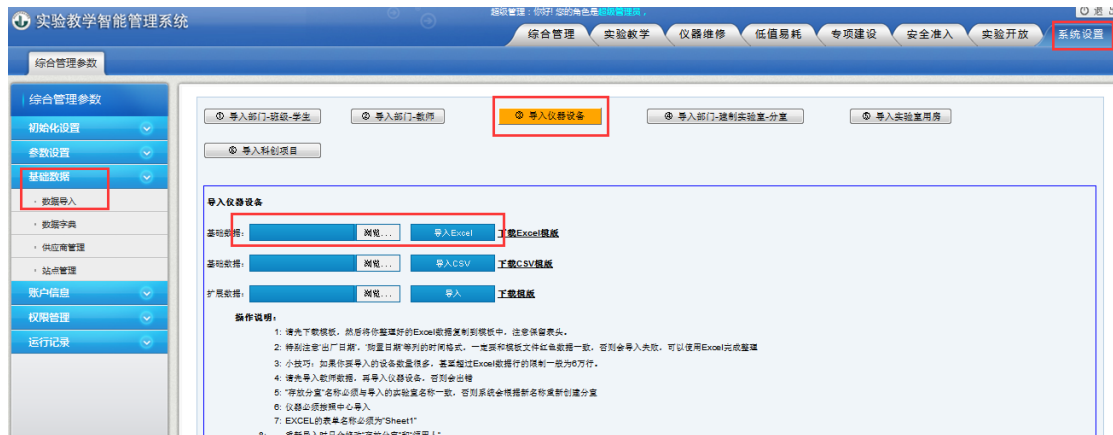 超级管理：你好! 您的角色是超级管理员，
实验教学智能管理系统
综合管理 实验教学 仪器维修 低值易耗 专项建设 安全准入 实验开放 系统设置
综合管理参数
综合管理参数
初始化设置
参数设置
基础数据
· 数据导入
· 数据字典
· 供应商管理
· 站点管理
账户信息
权限管理
运行记录
① 导入部门-班级-学生 ② 导入部门-教师 ③ 导入仪器设备 ④ 导入部门-建制实验室-分室 ⑤ 导入实验室用房
⑥ 导入科创项目
导入仪器设备
基础数据： 浏览... 导入Excel 下载Excel模版
基础数据： 浏览... 导入CSV 下载CSV模版
扩展数据： 浏览... 导入 下载模版
操作说明：
1: 请先下载模板，然后将你整理好的Excel数据复制到模板中，注意保留表头。
2: 特别注意'出厂日期'，'购置日期'等列的时间格式，一定要和模板文件红色数据一致，否则会导入失败，可以使用Excel完成整理
3: 小技巧：如果你要导入的设备数量很多，甚至超过Excel数据行的限制一般为6万行。
4: 请先导入教师数据，再导入仪器设备，否则会出错
5: "存放分室"名称必须与导入的实验室名称一致，否则系统会根据新名称重新创建分室
6: 仪器必须按照中心导入
7: EXCEL的表单名称必须为"Sheet1"